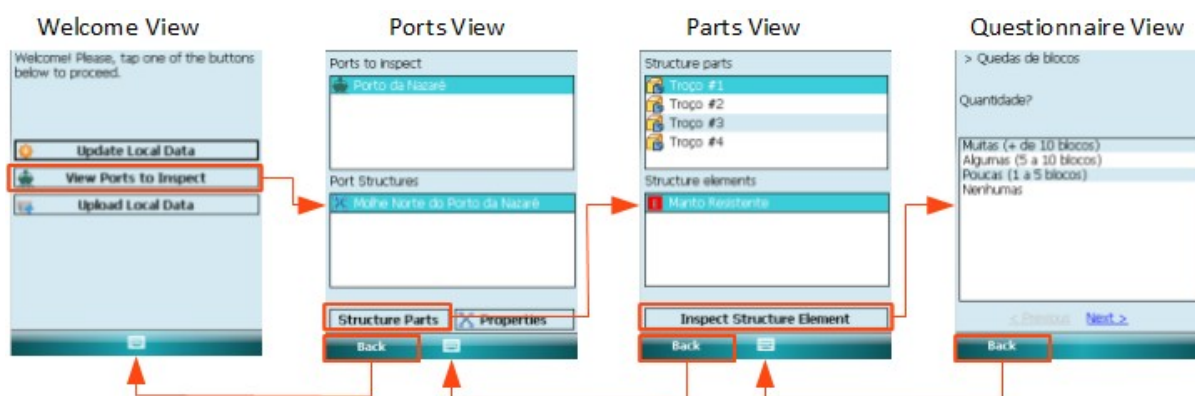 Welcome View
Welcome! Please, tap one of the buttons
below to proceed.
Update Local Data
View Ports to Inspect
Upload Local Data
Ports View
Ports to inspect
Porto da Nazaré
Port Structures
Molhe Norte do Porto da Nazaré
Structure Parts
Properties
Back
Parts View
Structure parts
Troço #1
Troço #2
Troço #3
Troço #4
Structure elements
E Manto Resistente
Inspect Structure Element
Back
Questionnaire View
> Quedas de blocos
Quantidade?
Muitas (+ de 10 blocos)
Algumas (5 a 10 blocos)
Poucas (1 a 5 blocos)
Nenhumas
< Previous Next >
Back